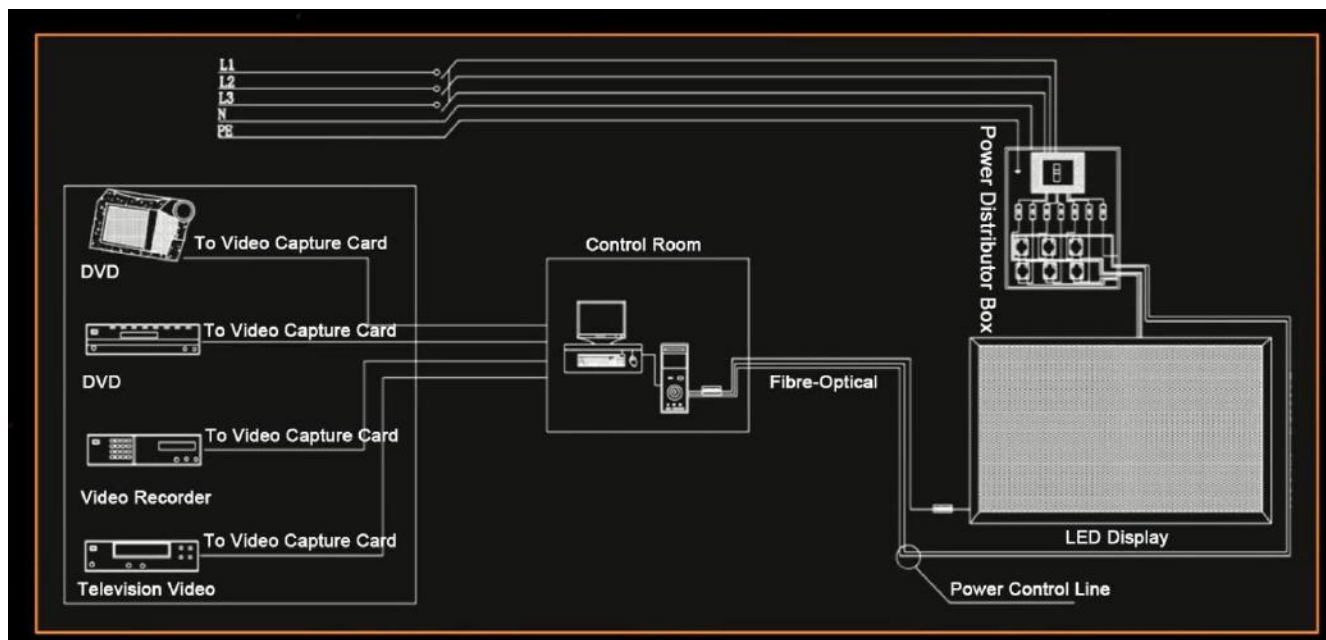 L1
L2
L3
N
PE
Power Distributor Box
To Video Capture Card
DVD
Control Room
To Video Capture Card
DVD
Fibre-Optical
To Video Capture Card
Video Recorder
To Video Capture Card
LED Display
Television Video
Power Control Line